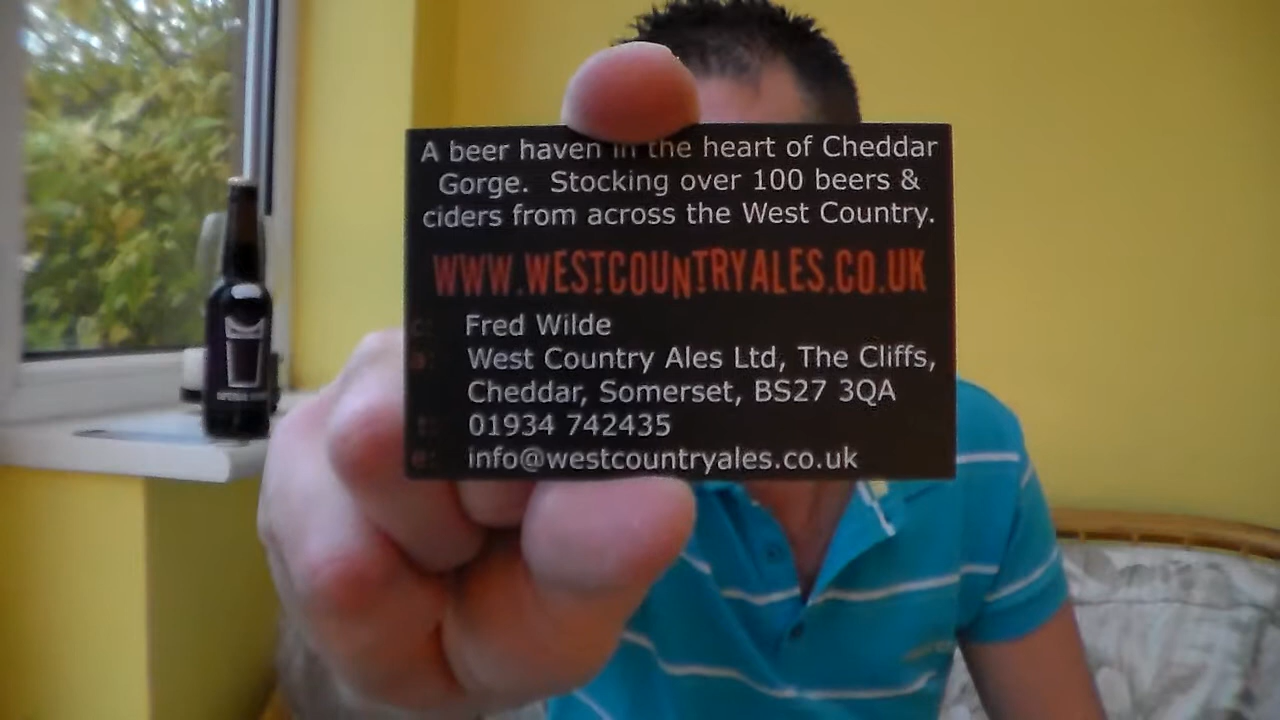 A beer haven in the heart of Cheddar
Gorge. Stocking over 100 beers &
ciders from across the West Country.
WWW.WESTCOUNTRYALES.CO.UK
c: Fred Wilde
a: West Country Ales Ltd, The Cliffs,
Cheddar, Somerset, BS27 3QA
t: 01934 742435
e: info@westcountryales.co.uk